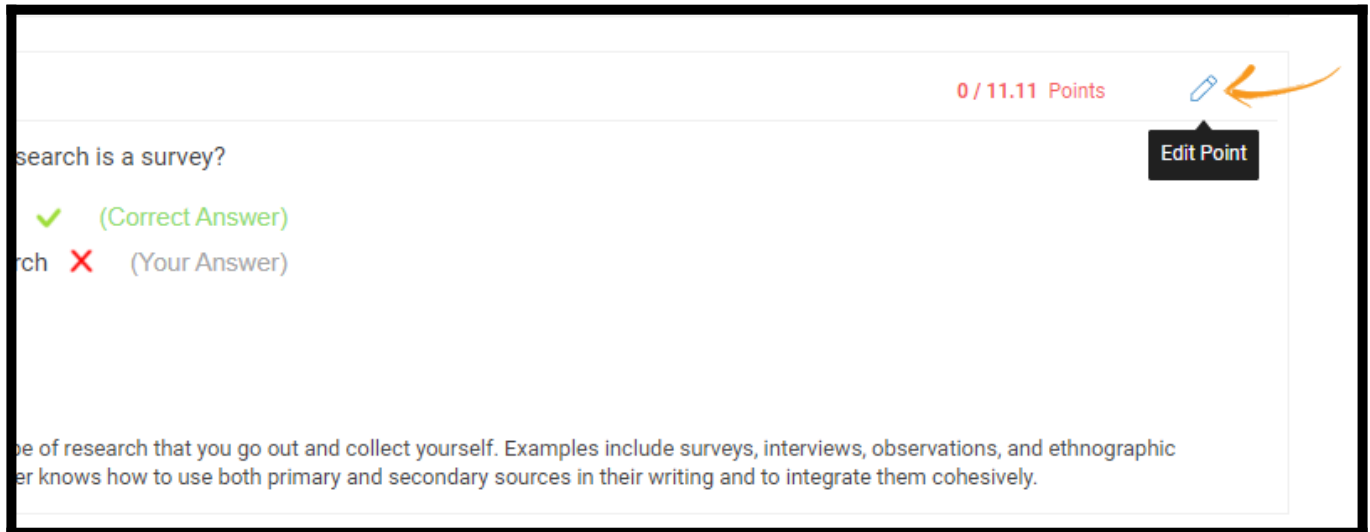 0 / 11.11 Points
Edit Point
search is a survey?
(Correct Answer)
rch (Your Answer)
of research that you go out and collect yourself. Examples include surveys, interviews, observations, and ethnographic
er knows how to use both primary and secondary sources in their writing and to integrate them cohesively.